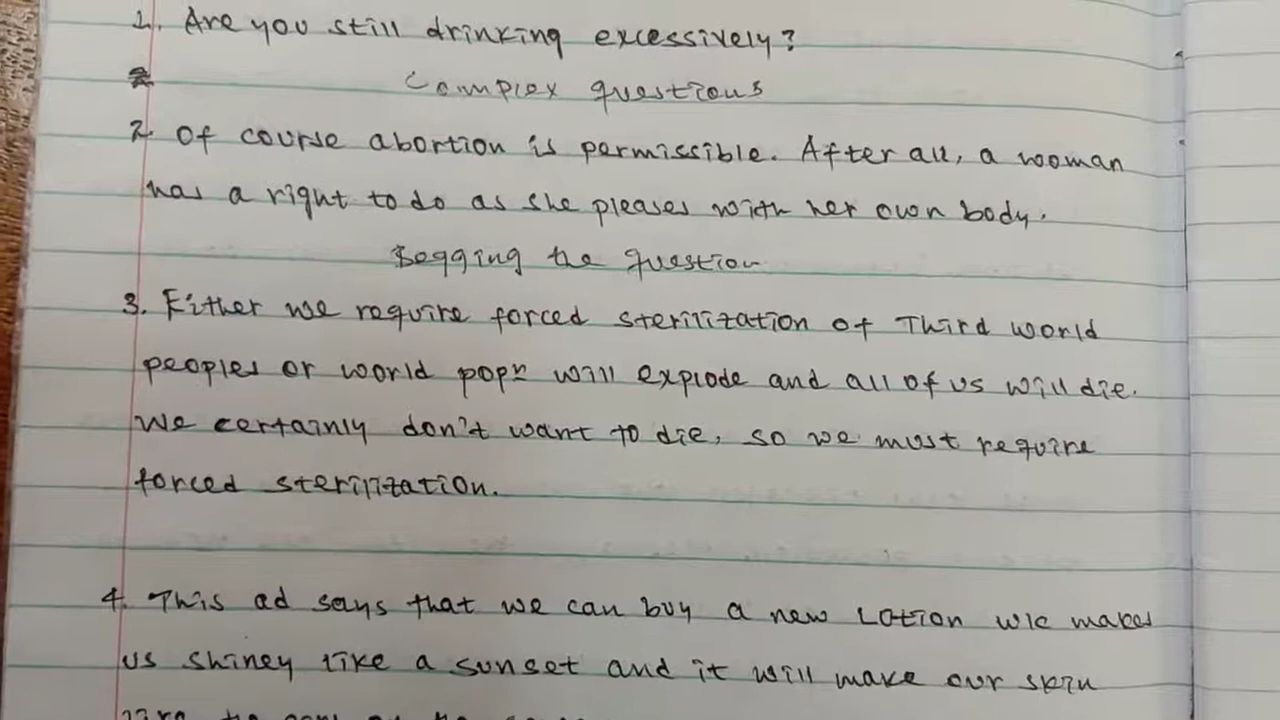 1. Are you still drinking excessively?
Complex questions
2. Of course abortion is permissible. After all, a wooman
has a right to do as she pleases with her own body.
Begging the question
3. Either we require forced sterilization of Third world
peoples or world popn will explode and all of us will die.
We certainly don't want to die, so we must require
forced sterilization.
4. This ad says that we can buy a new Lotion wic makes
us shiney like a sunset and it will make our skin